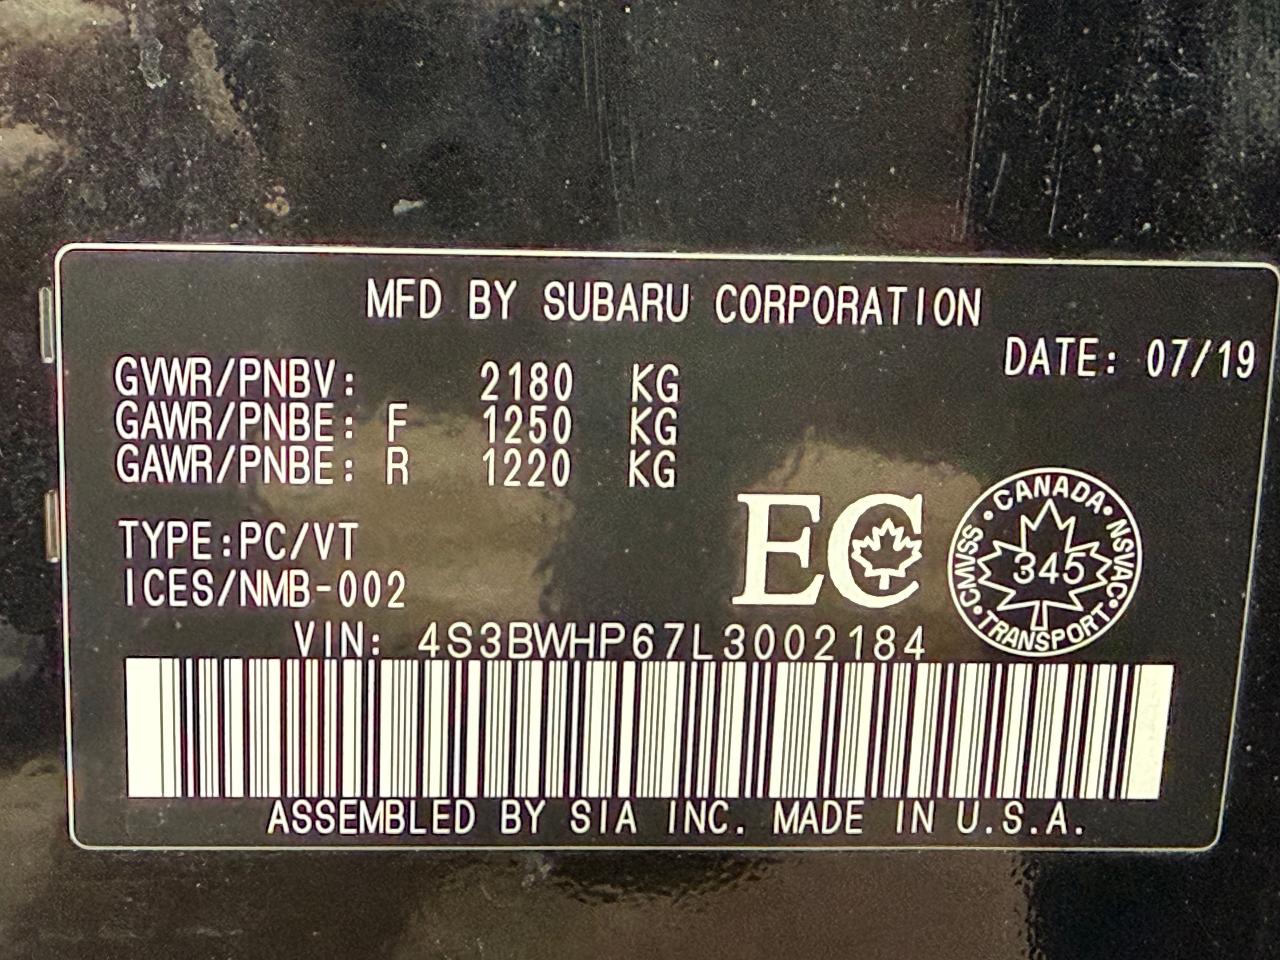 MFD BY SUBARU CORPORATION
DATE: 07/19
GVWR/PNBV: 2180 KG
GAWR/PNBE: F 1250 KG
GAWR/PNBE: R 1220 KG
TYPE:PC/VT
ICES/NMB-002
EC
CANADA • NSVAC • TRANSPORT • CMVSS •
345
VIN: 4S3BWHP67L3002184
ASSEMBLED BY SIA INC. MADE IN U.S.A.